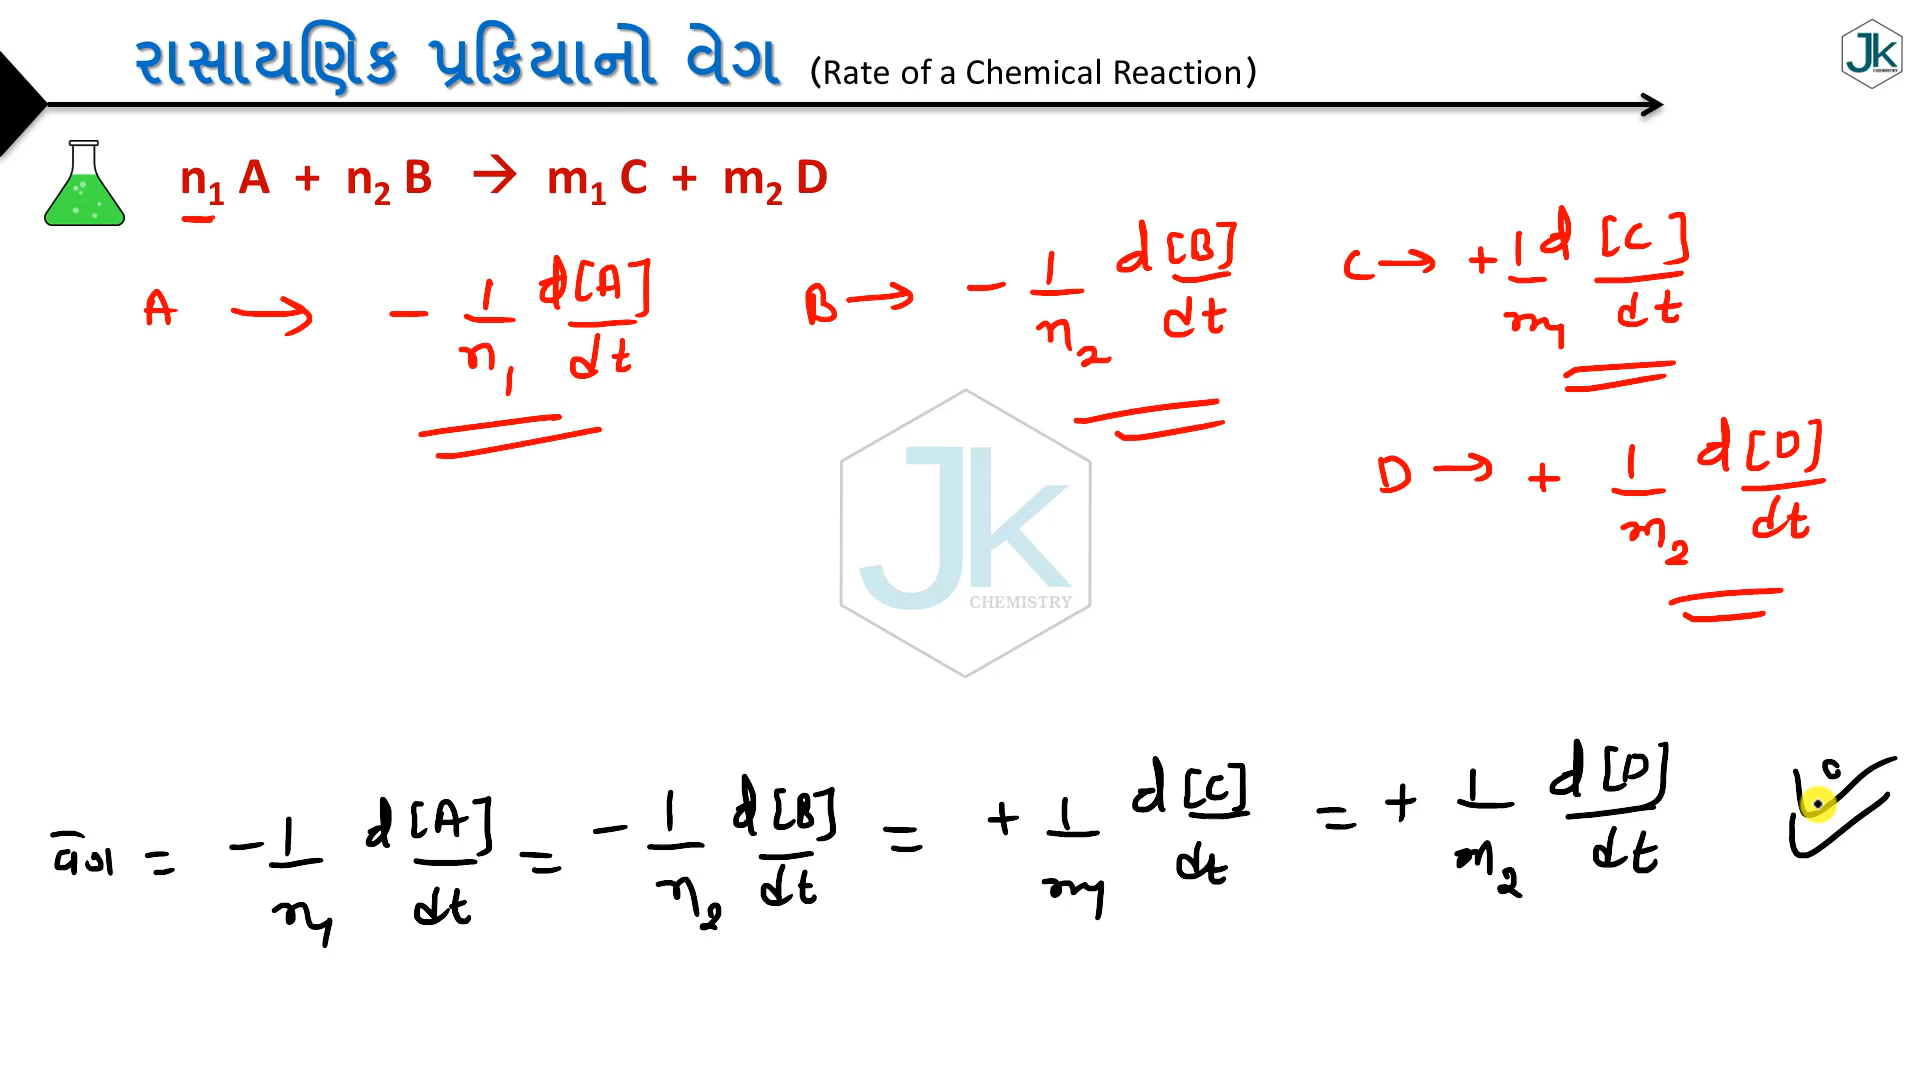 રાસાયણિક પ્રક્રિયાનો વેગ (Rate of a Chemical Reaction)
JK CHEMISTRY
n₁ A + n₂ B → m₁ C + m₂ D
A → - 1/n₁ d[A]/dt
B → - 1/n₂ d[B]/dt
C → + 1/m₁ d[C]/dt
D → + 1/m₂ d[D]/dt
JK CHEMISTRY
વેગ = - 1/n₁ d[A]/dt = - 1/n₂ d[B]/dt = + 1/m₁ d[C]/dt = + 1/m₂ d[D]/dt